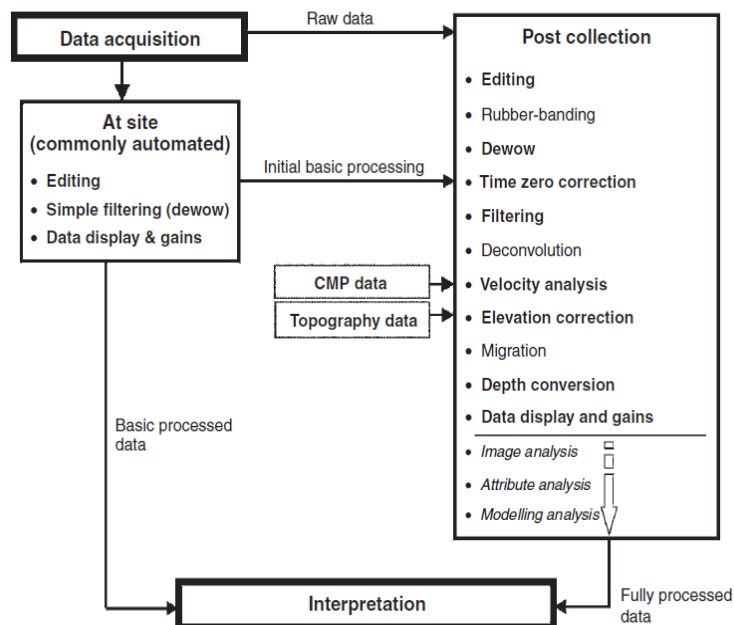 Data acquisition
Raw data
Post collection
At site
(commonly automated)
• Editing
• Simple filtering (dewow)
• Data display & gains
Initial basic processing
• Editing
• Rubber-banding
• Dewow
• Time zero correction
• Filtering
• Deconvolution
• Velocity analysis
• Elevation correction
• Migration
• Depth conversion
• Data display and gains
• Image analysis
• Attribute analysis
• Modelling analysis
CMP data
Topography data
Basic processed
data
Interpretation
Fully processed
data